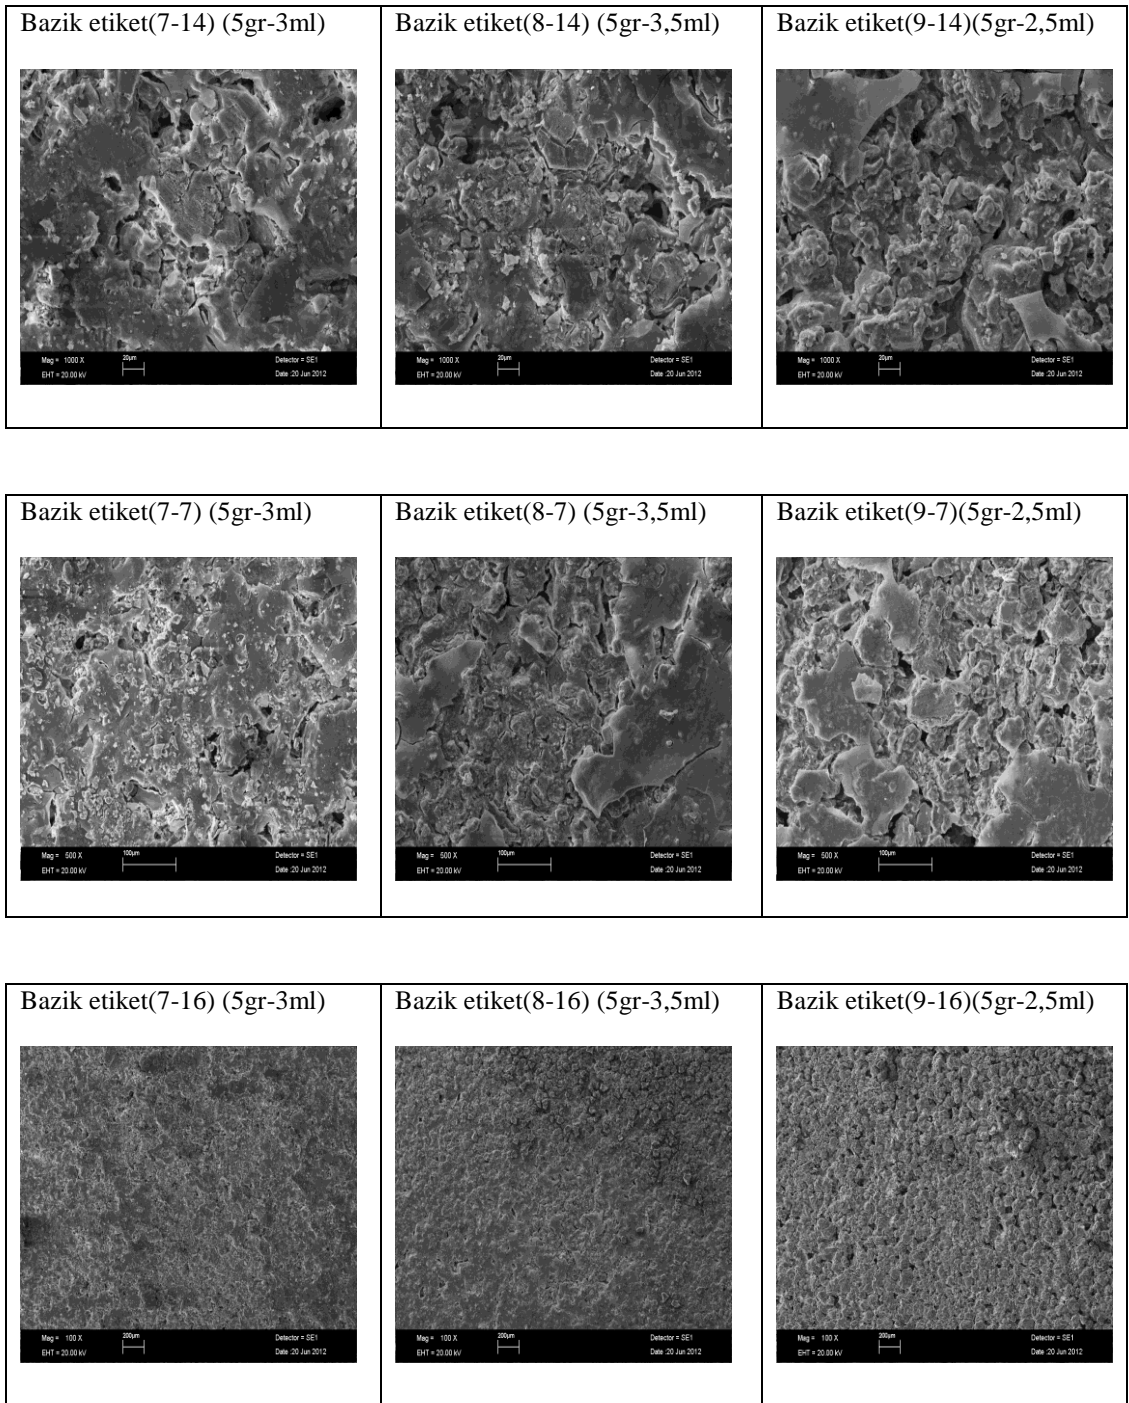 Bazik etiket(7-14) (5gr-3ml)
Bazik etiket(8-14) (5gr-3,5ml)
Bazik etiket(9-14)(5gr-2,5ml)
Mag = 1000 X
20µm
Detector = SE1
EHT = 20.00 kV
Date :20 Jun 2012
Mag = 1000 X
20µm
Detector = SE1
EHT = 20.00 kV
Date :20 Jun 2012
Mag = 1000 X
20µm
Detector = SE1
EHT = 20.00 kV
Date :20 Jun 2012
Bazik etiket(7-7) (5gr-3ml)
Bazik etiket(8-7) (5gr-3,5ml)
Bazik etiket(9-7)(5gr-2,5ml)
Mag = 500 X
100µm
Detector = SE1
EHT = 20.00 kV
Date :20 Jun 2012
Mag = 500 X
100µm
Detector = SE1
EHT = 20.00 kV
Date :20 Jun 2012
Mag = 500 X
100µm
Detector = SE1
EHT = 20.00 kV
Date :20 Jun 2012
Bazik etiket(7-16) (5gr-3ml)
Bazik etiket(8-16) (5gr-3,5ml)
Bazik etiket(9-16)(5gr-2,5ml)
Mag = 100 X
200µm
Detector = SE1
EHT = 20.00 kV
Date :20 Jun 2012
Mag = 100 X
200µm
Detector = SE1
EHT = 20.00 kV
Date :20 Jun 2012
Mag = 100 X
200µm
Detector = SE1
EHT = 20.00 kV
Date :20 Jun 2012